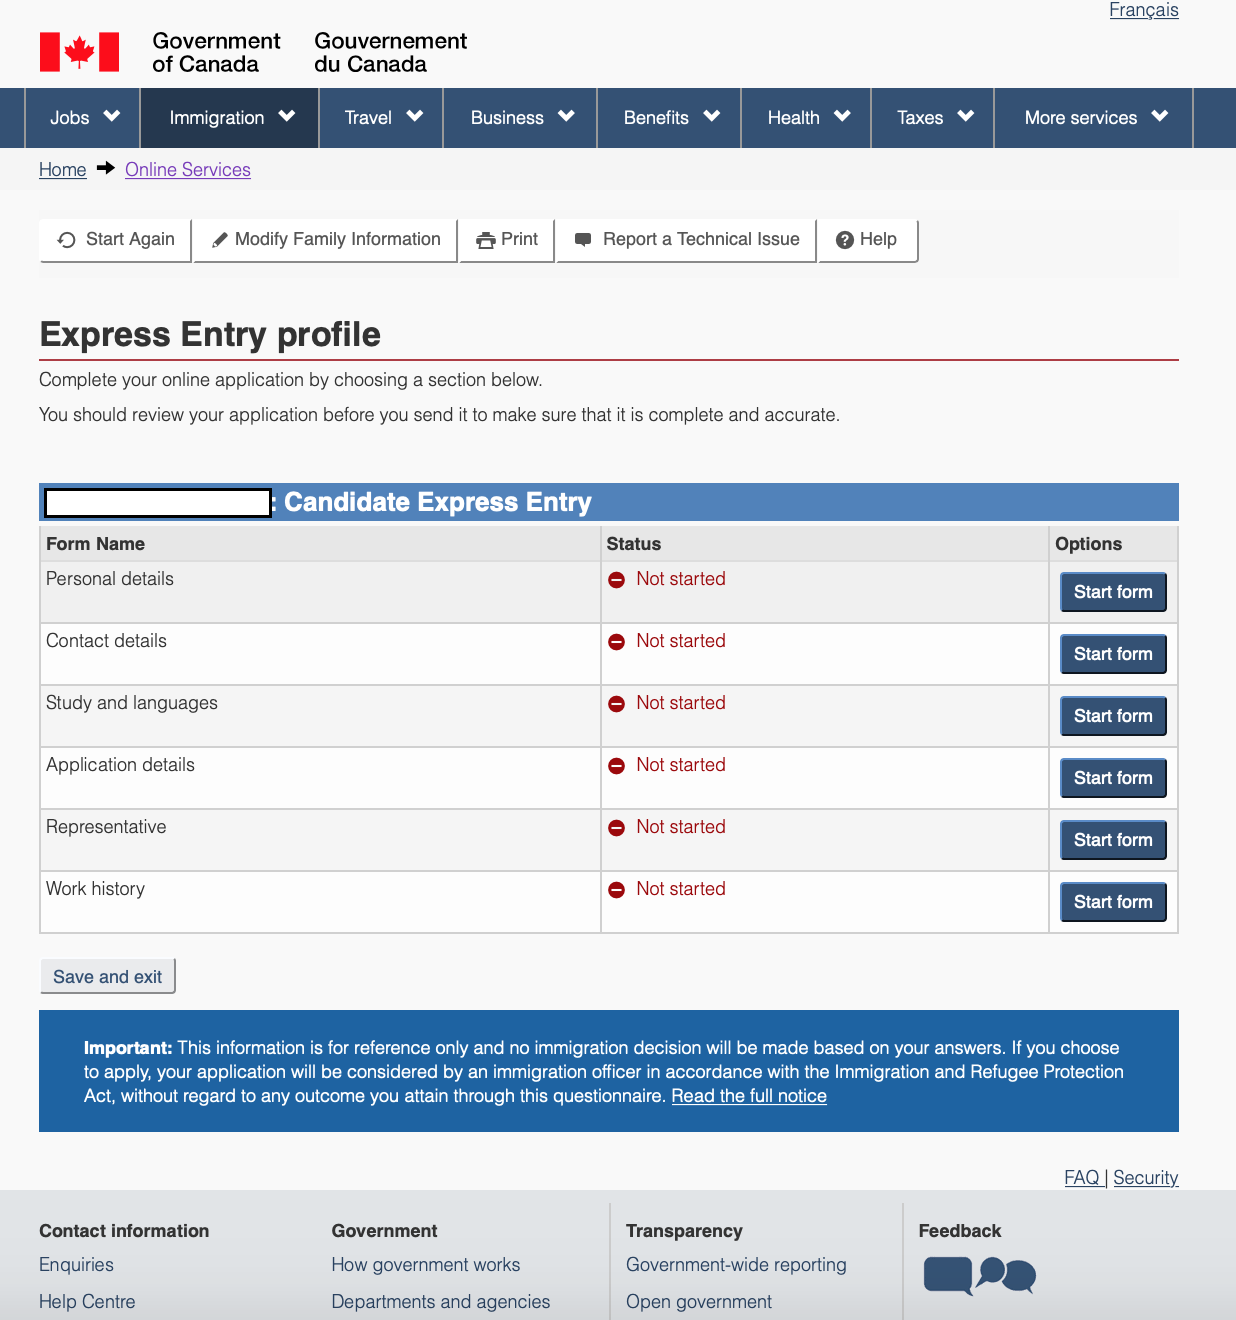 Français
Government of Canada
Gouvernement du Canada
Jobs Immigration Travel Business Benefits Health Taxes More services
Home Online Services
Start Again Modify Family Information Print Report a Technical Issue Help
Express Entry profile
Complete your online application by choosing a section below.
You should review your application before you send it to make sure that it is complete and accurate.
: Candidate Express Entry
Form Name Status Options
Personal details Not started Start form
Contact details Not started Start form
Study and languages Not started Start form
Application details Not started Start form
Representative Not started Start form
Work history Not started Start form
Save and exit
Important: This information is for reference only and no immigration decision will be made based on your answers. If you choose
to apply, your application will be considered by an immigration officer in accordance with the Immigration and Refugee Protection
Act, without regard to any outcome you attain through this questionnaire. Read the full notice
FAQ | Security
Contact information Government Transparency Feedback
Enquiries How government works Government-wide reporting
Help Centre Departments and agencies Open government